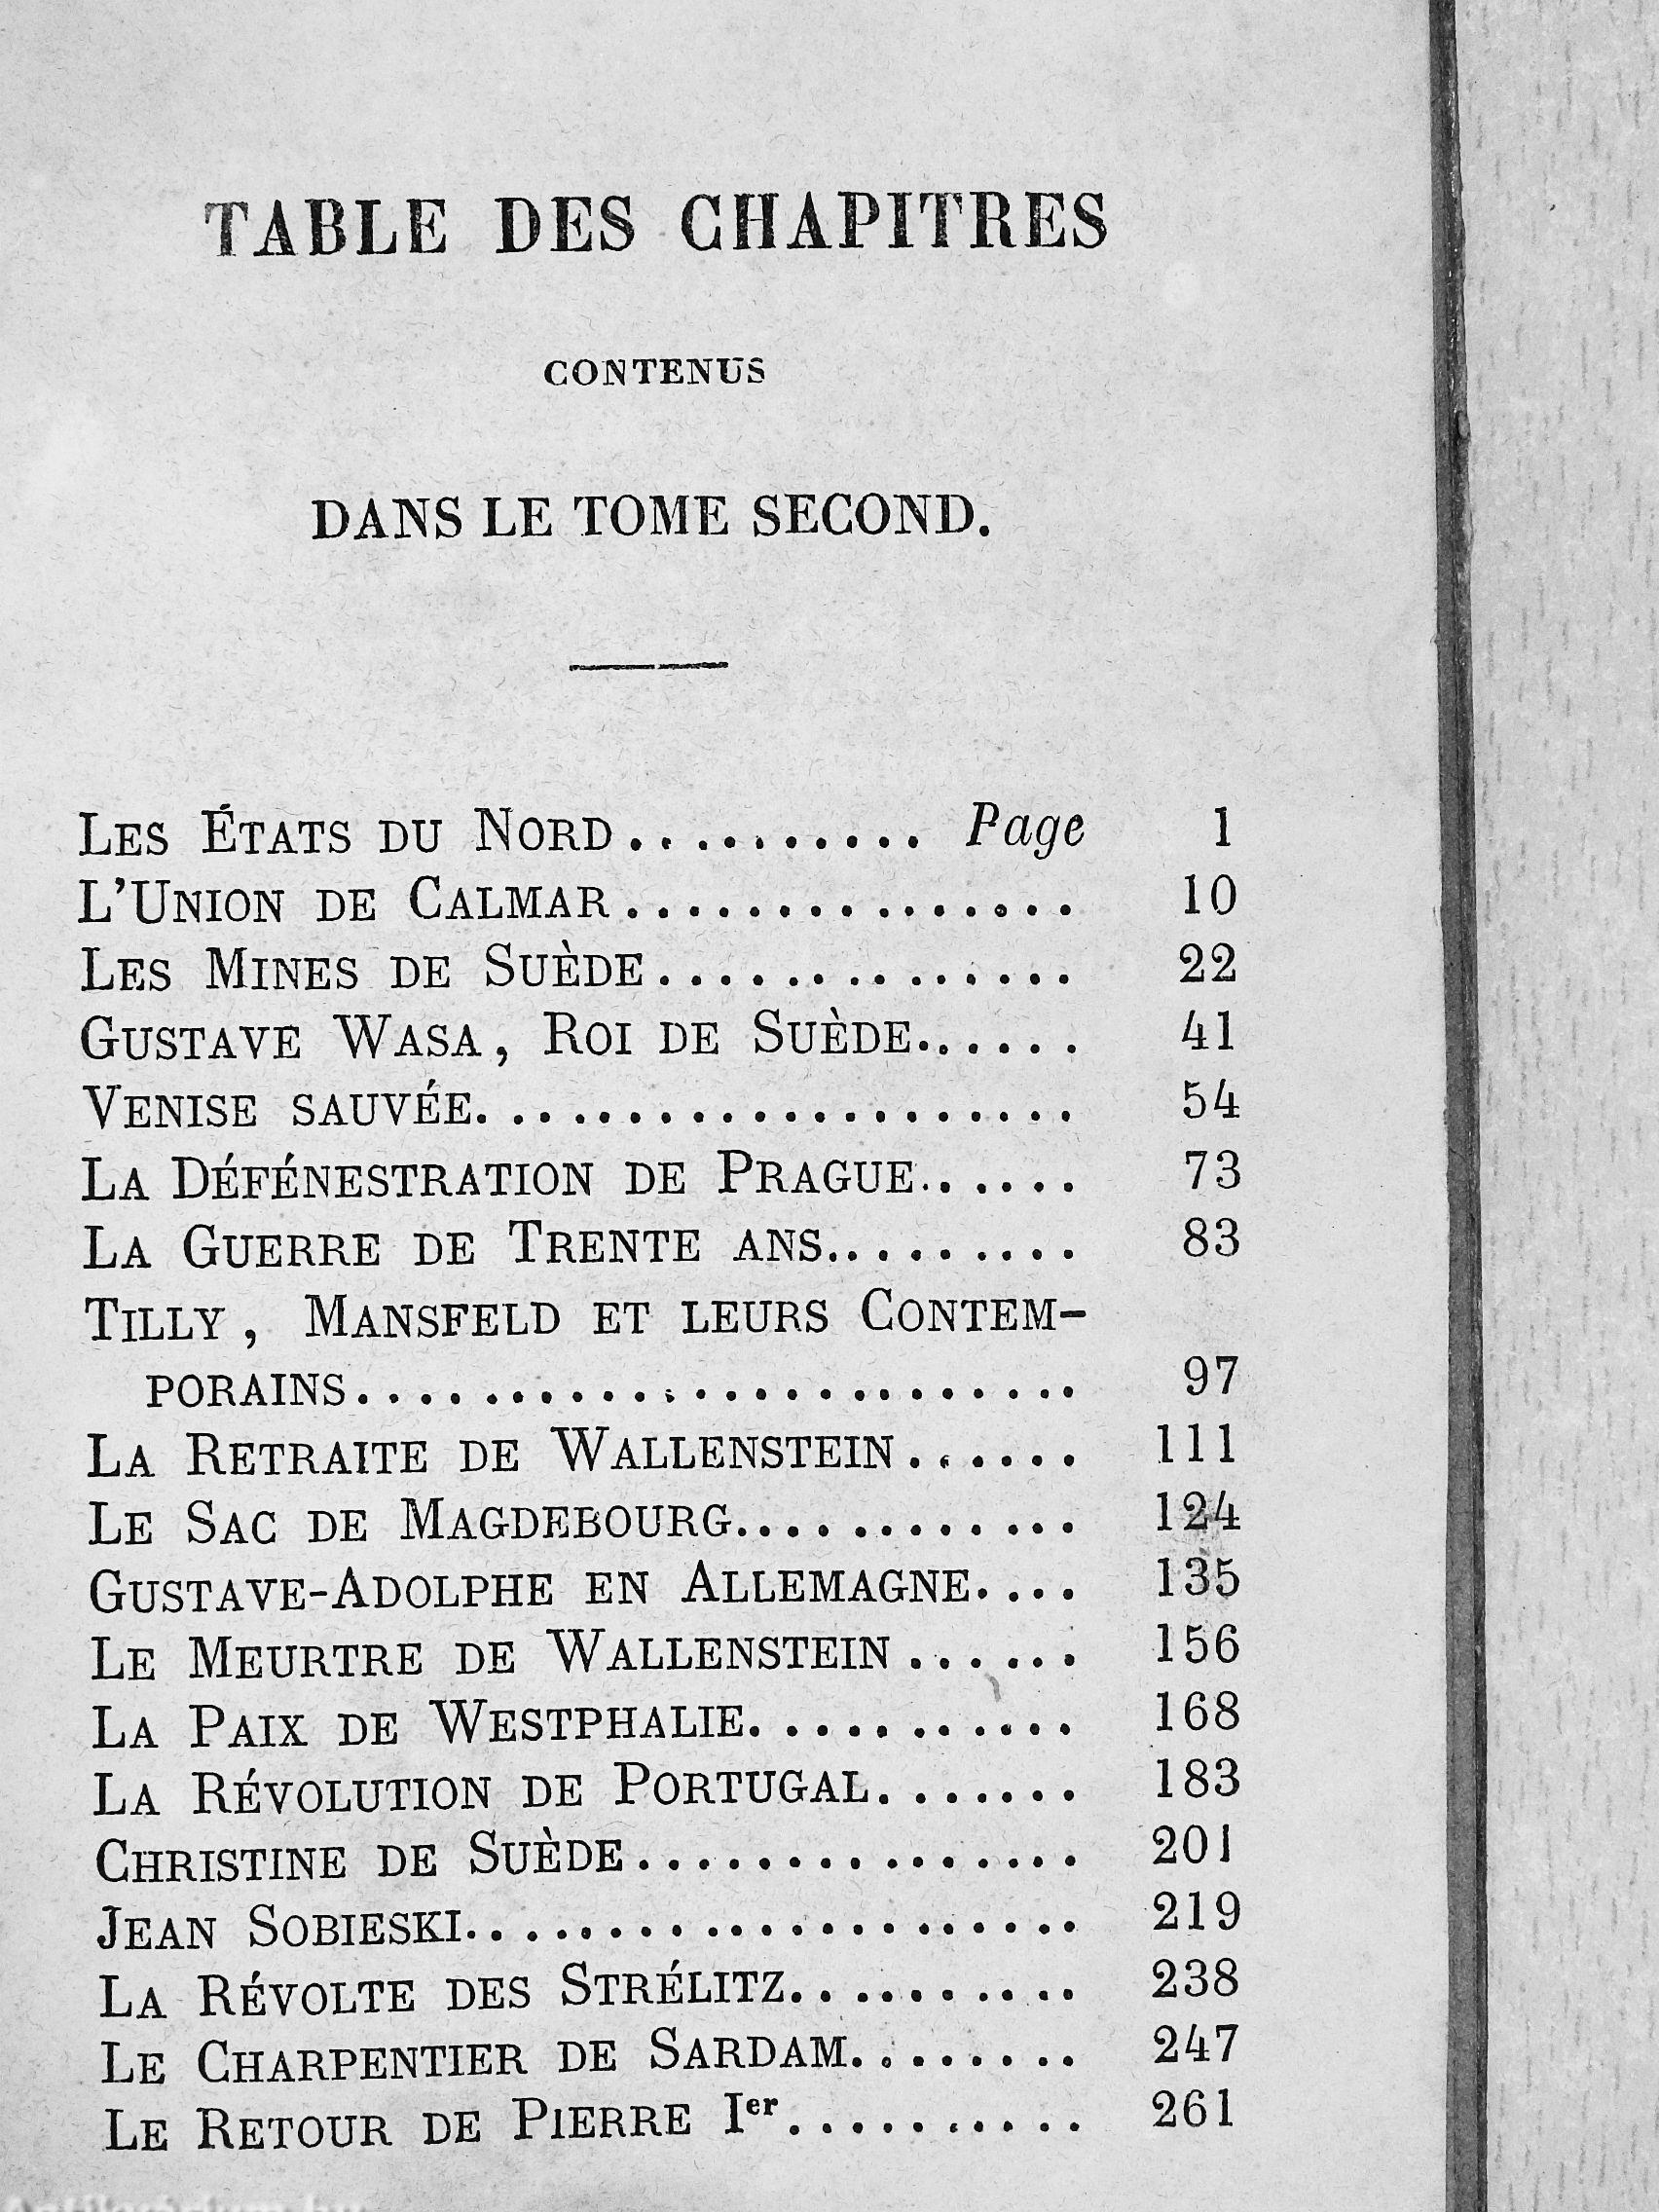 TABLE DES CHAPITRES
CONTENUS
DANS LE TOME SECOND.
LES ÉTATS DU NORD.......... Page 1
L'UNION DE CALMAR............... 10
LES MINES DE SUÈDE.............. 22
GUSTAVE WASA, ROI DE SUÈDE...... 41
VENISE SAUVÉE.................... 54
LA DÉFÉNESTRATION DE PRAGUE...... 73
LA GUERRE DE TRENTE ANS......... 83
TILLY, MANSFELD ET LEURS CONTEM-
PORAINS........................ 97
LA RETRAITE DE WALLENSTEIN...... 111
LE SAC DE MAGDEBOURG............ 124
GUSTAVE-ADOLPHE EN ALLEMAGNE.... 135
LE MEURTRE DE WALLENSTEIN...... 156
LA PAIX DE WESTPHALIE........... 168
LA RÉVOLUTION DE PORTUGAL....... 183
CHRISTINE DE SUÈDE............... 201
JEAN SOBIESKI..................... 219
LA RÉVOLTE DES STRÉLITZ.......... 238
LE CHARPENTIER DE SARDAM........ 247
LE RETOUR DE PIERRE Ier.......... 261